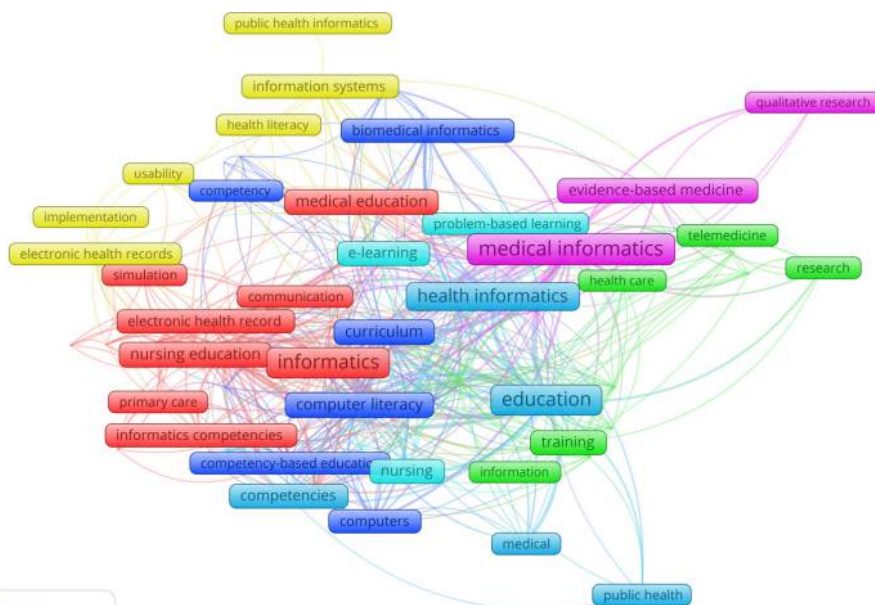 public health informatics
information systems
qualitative research
health literacy
biomedical informatics
usability
competency
medical education
evidence-based medicine
implementation
problem-based learning
telemedicine
electronic health records
e-learning
medical informatics
simulation
health care
research
communication
health informatics
electronic health record
curriculum
nursing education
informatics
primary care
computer literacy
education
informatics competencies
training
competency-based education
nursing
information
competencies
computers
medical
public health